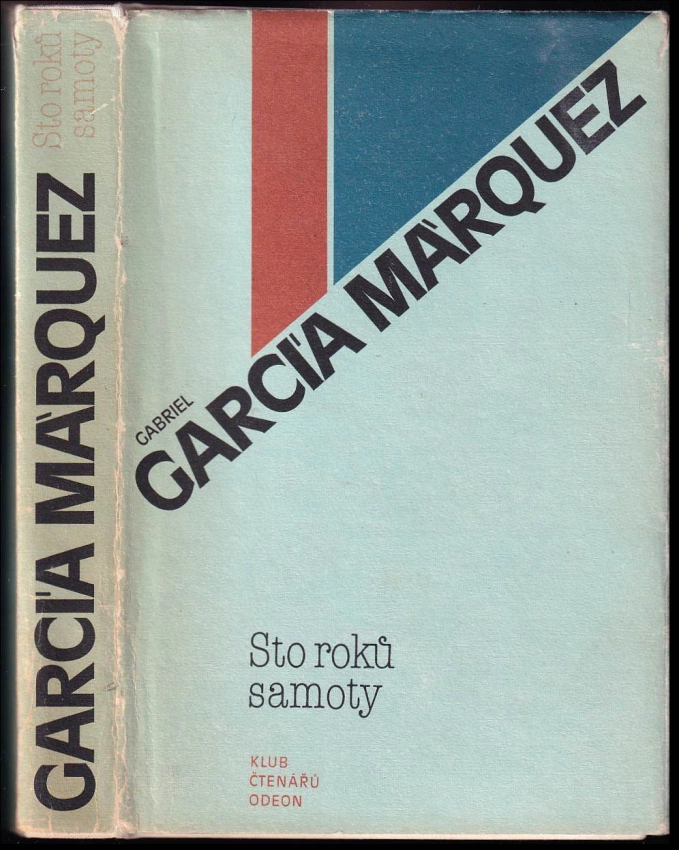 Sto roků
samoty
GARCÍA MÁRQUEZ
GABRIEL
GARCÍA MÁRQUEZ
Sto roků
samoty
KLUB
ČTENÁŘŮ
ODEON